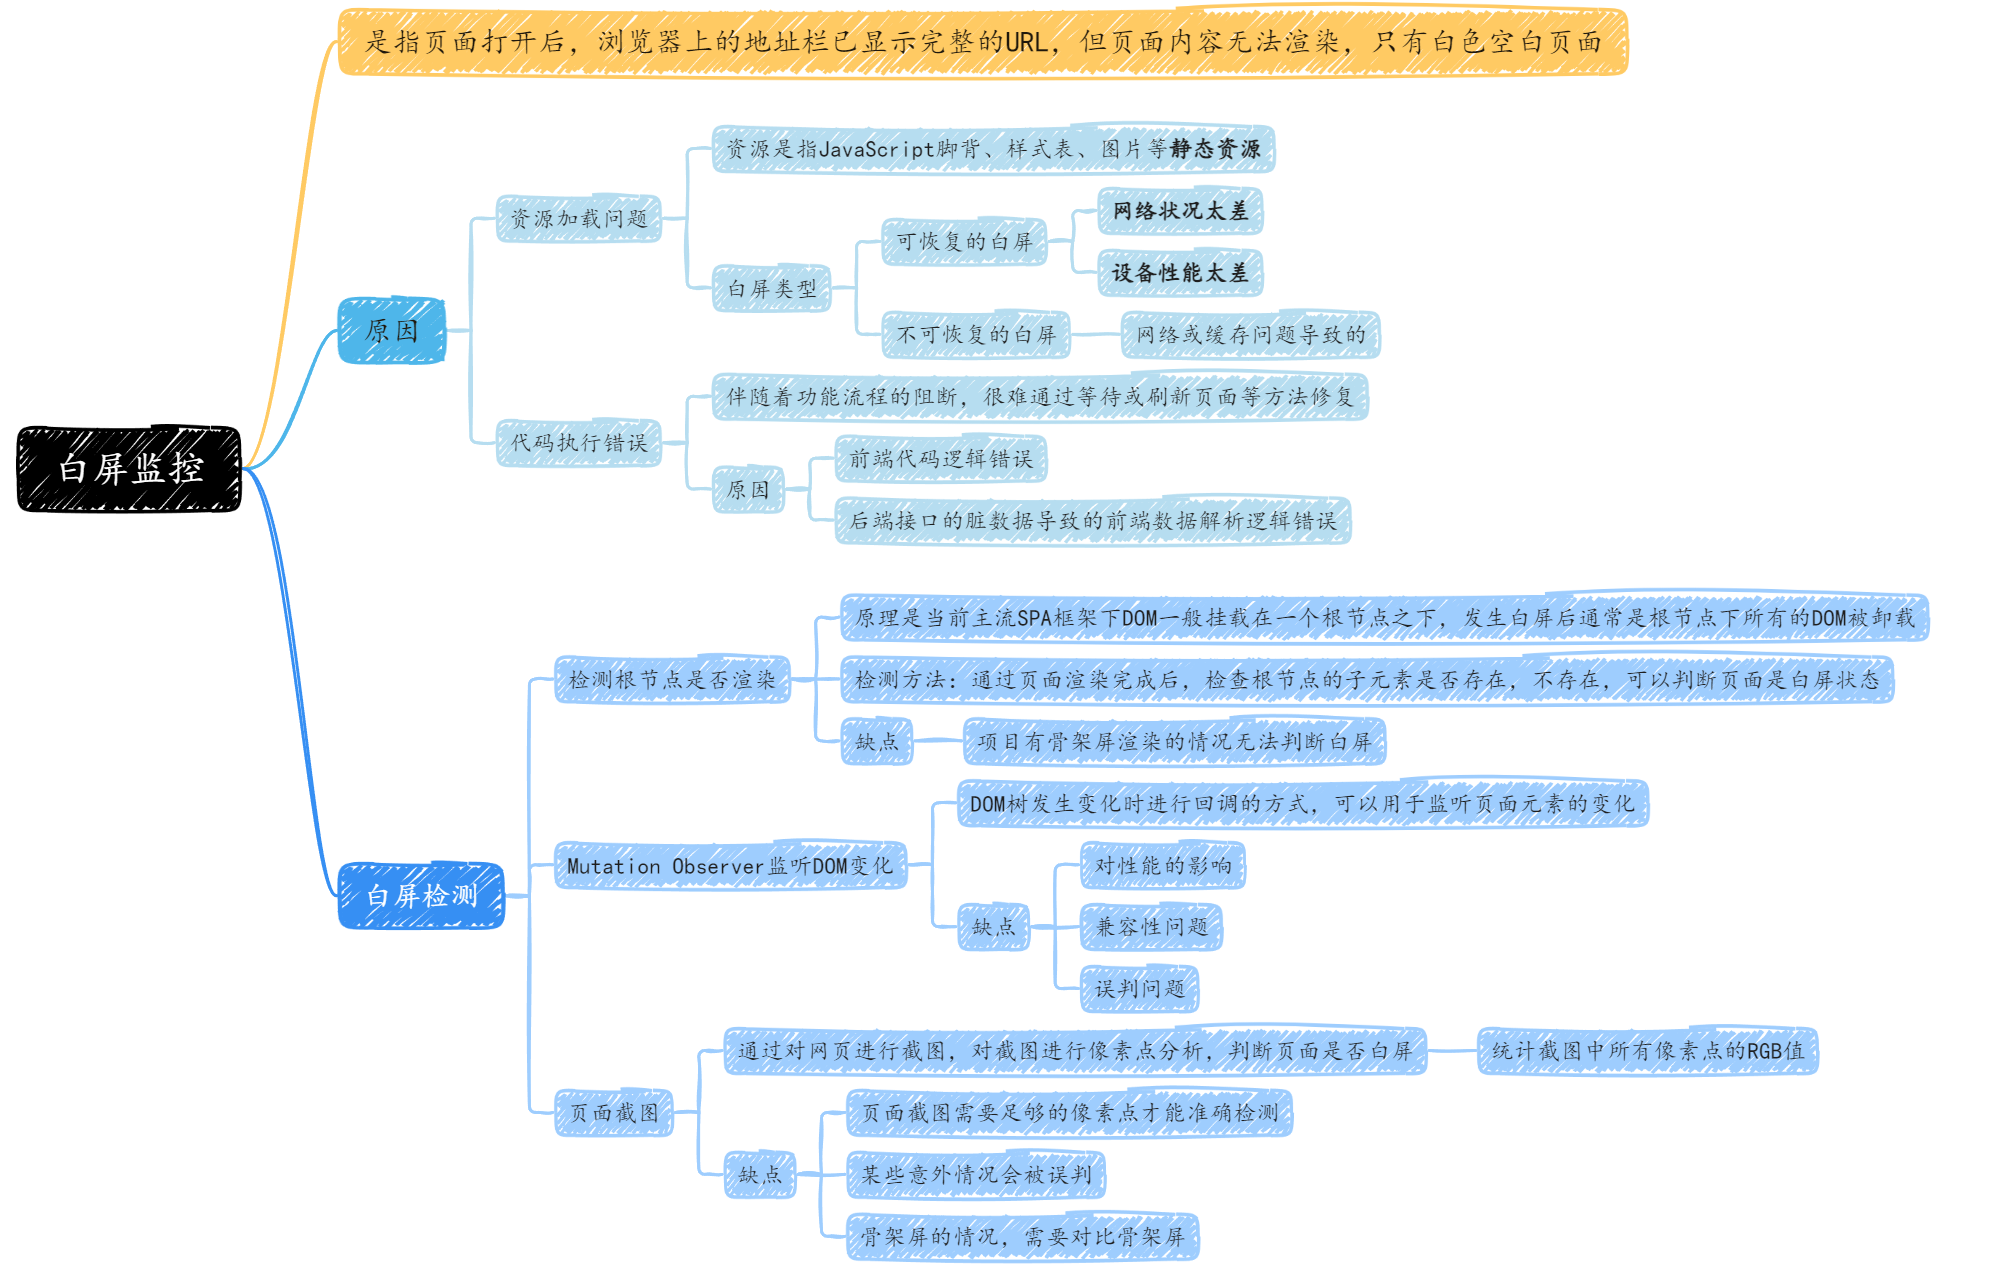 是指页面打开后，浏览器上的地址栏已显示完整的URL，但页面内容无法渲染，只有白色空白页面
资源是指JavaScript脚背、样式表、图片等静态资源
网络状况太差
资源加载问题
可恢复的白屏
设备性能太差
白屏类型
原因
不可恢复的白屏
网络或缓存问题导致的
伴随着功能流程的阻断，很难通过等待或刷新页面等方法修复
代码执行错误
前端代码逻辑错误
白屏监控
原因
后端接口的脏数据导致的前端数据解析逻辑错误
原理是当前主流SPA框架下DOM一般挂载在一个根节点之下，发生白屏后通常是根节点下所有的DOM被卸载
检测根节点是否渲染
检测方法：通过页面渲染完成后，检查根节点的子元素是否存在，不存在，可以判断页面是白屏状态
缺点
项目有骨架屏渲染的情况无法判断白屏
DOM树发生变化时进行回调的方式，可以用于监听页面元素的变化
Mutation Observer监听DOM变化
对性能的影响
白屏检测
缺点
兼容性问题
误判问题
通过对网页进行截图，对截图进行像素点分析，判断页面是否白屏
统计截图中所有像素点的RGB值
页面截图
页面截图需要足够的像素点才能准确检测
缺点
某些意外情况会被误判
骨架屏的情况，需要对比骨架屏